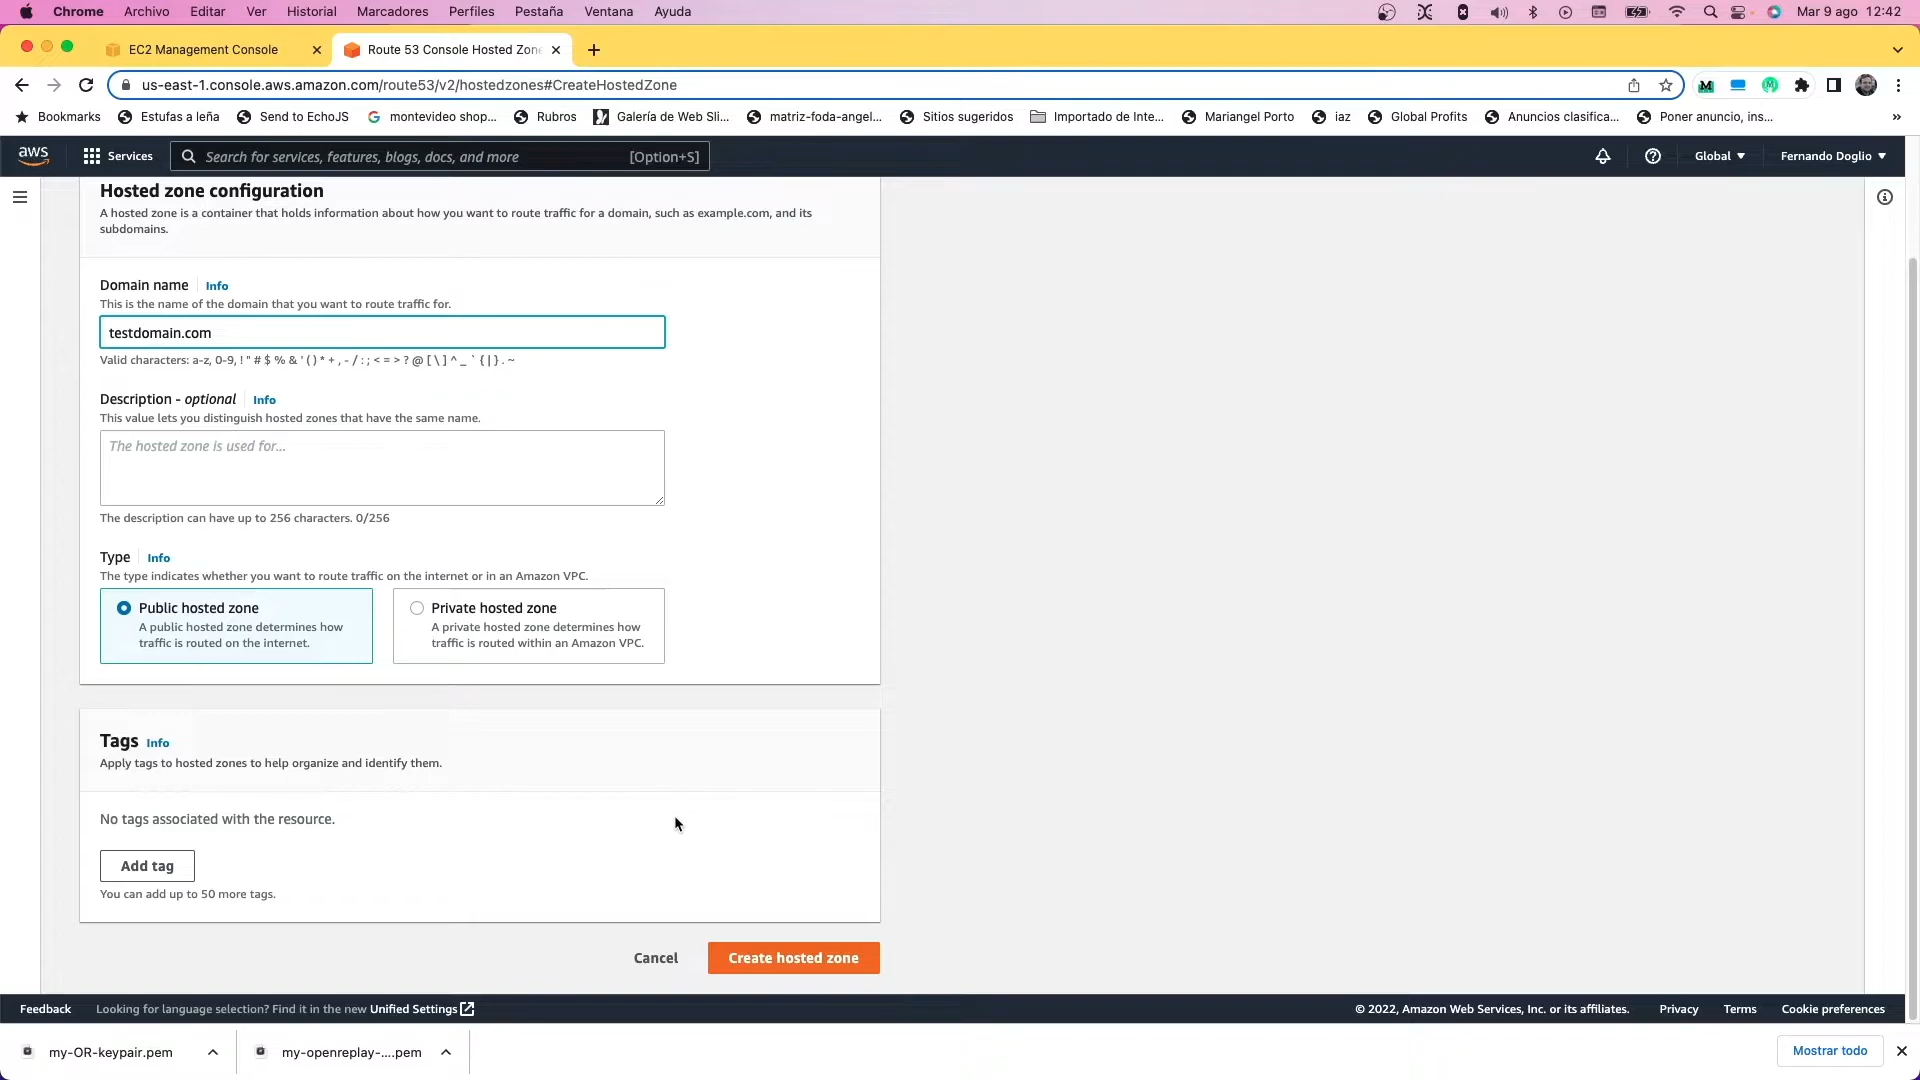 Chrome Archivo Editar Ver Historial Marcadores Perfiles Pestaña Ventana Ayuda Mar 9 ago 12:42
EC2 Management Console Route 53 Console Hosted Zone
us-east-1.console.aws.amazon.com/route53/v2/hostedzones#CreateHostedZone
Bookmarks Estufas a leña Send to EchoJS montevideo shop... Rubros Galería de Web Sli... matriz-foda-angel... Sitios sugeridos Importado de Inte... Mariangel Porto iaz Global Profits Anuncios clasifica... Poner anuncio, ins... »
aws Services Search for services, features, blogs, docs, and more [Option+S] Global Fernando Doglio
Hosted zone configuration
A hosted zone is a container that holds information about how you want to route traffic for a domain, such as example.com, and its
subdomains.
Domain name Info
This is the name of the domain that you want to route traffic for.
testdomain.com
Valid characters: a-z, 0-9, ! " # $ % & ' ( ) * + , - / : ; < = > ? @ [ \ ] ^ _ ` { | } . ~
Description - optional Info
This value lets you distinguish hosted zones that have the same name.
The hosted zone is used for...
The description can have up to 256 characters. 0/256
Type Info
The type indicates whether you want to route traffic on the internet or in an Amazon VPC.
Public hosted zone
A public hosted zone determines how
traffic is routed on the internet.
Private hosted zone
A private hosted zone determines how
traffic is routed within an Amazon VPC.
Tags Info
Apply tags to hosted zones to help organize and identify them.
No tags associated with the resource.
Add tag
You can add up to 50 more tags.
Cancel Create hosted zone
Feedback Looking for language selection? Find it in the new Unified Settings © 2022, Amazon Web Services, Inc. or its affiliates. Privacy Terms Cookie preferences
my-OR-keypair.pem my-openreplay-....pem Mostrar todo